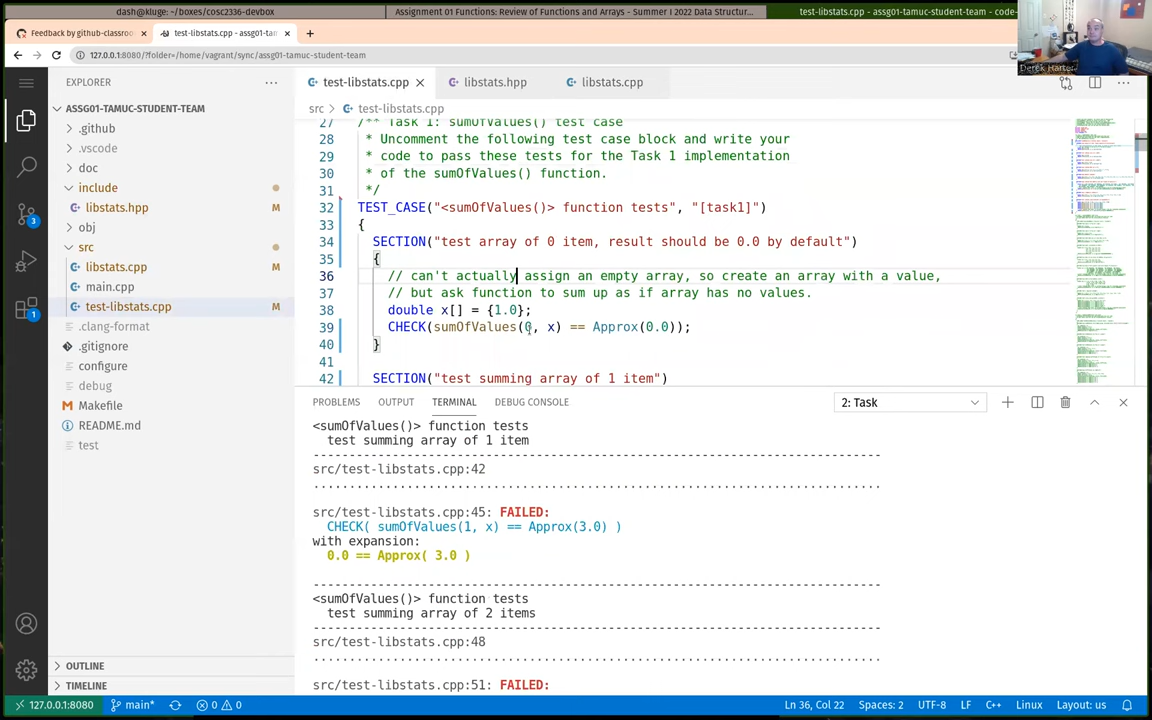 dash@kluge: ~/boxes/cosc2336-devbox
Assignment 01 Functions: Review of Functions and Arrays - Summer I 2022 Data Structur...
test-libstats.cpp - assg01-tamuc-student-team - code-
Feedback by github-classroo
test-libstats.cpp - assg01-tam
127.0.0.1:8080/?folder=/home/vagrant/sync/assg01-tamuc-student-team
Derek Harter
EXPLORER
ASSG01-TAMUC-STUDENT-TEAM
.github
.vscode
doc
include
libstats.hpp M
obj
src
libstats.cpp M
main.cpp
test-libstats.cpp M
.clang-format
.gitignore
configure
debug
Makefile
README.md
test
OUTLINE
TIMELINE
3
1
test-libstats.cpp
libstats.hpp
libstats.cpp
src > test-libstats.cpp
27 /** Task 1: sumOfValues() test case
28 * Uncomment the following test case block and write your
29 * code to pass these tests for the Task 1 implementation
30 * of the sumOfValues() function.
31 */
32 TEST_CASE("<sumOfValues()> function tests", "[task1]")
33 {
34 SECTION("test array of 0 item, result should be 0.0 by default")
35 {
36 // can't actually assign an empty array, so create an array with a value,
37 // but ask function to sum up as if array has no values.
38 double x[] = {1.0};
39 CHECK(sumOfValues(0, x) == Approx(0.0));
40 }
41
42 SECTION("test summing array of 1 item")
PROBLEMS OUTPUT TERMINAL DEBUG CONSOLE
2: Task
<sumOfValues()> function tests
test summing array of 1 item
-------------------------------------------------------------------------------
src/test-libstats.cpp:42
...............................................................................
src/test-libstats.cpp:45: FAILED:
CHECK( sumOfValues(1, x) == Approx(3.0) )
with expansion:
0.0 == Approx( 3.0 )
-------------------------------------------------------------------------------
<sumOfValues()> function tests
test summing array of 2 items
-------------------------------------------------------------------------------
src/test-libstats.cpp:48
...............................................................................
src/test-libstats.cpp:51: FAILED:
127.0.0.1:8080 main* 0 0 Ln 36, Col 22 Spaces: 2 UTF-8 LF C++ Linux Layout: us